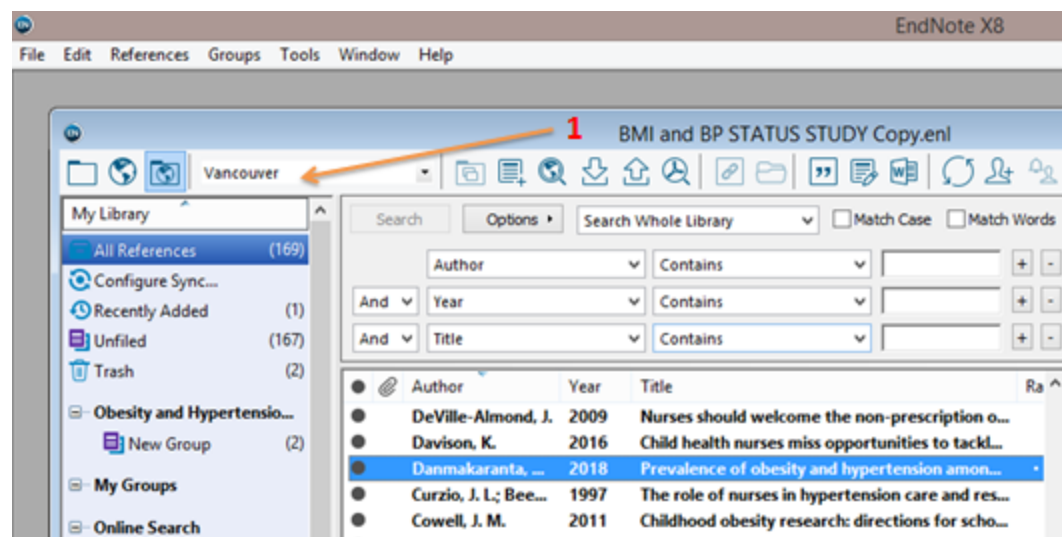 EndNote X8
File Edit References Groups Tools Window Help
1
BMI and BP STATUS STUDY Copy.enl
Vancouver
My Library
All References (169)
Configure Sync...
Recently Added (1)
Unfiled (167)
Trash (2)
Obesity and Hypertensio...
New Group (2)
My Groups
Online Search
Search Options Search Whole Library Match Case Match Words
Author Contains + -
And Year Contains + -
And Title Contains + -
Author Year Title Ra
DeVille-Almond, J. 2009 Nurses should welcome the non-prescription o...
Davison, K. 2016 Child health nurses miss opportunities to tackl...
Danmakaranta, ... 2018 Prevalence of obesity and hypertension amon...
Curzio, J. L.; Bee... 1997 The role of nurses in hypertension care and res...
Cowell, J. M. 2011 Childhood obesity research: directions for scho...